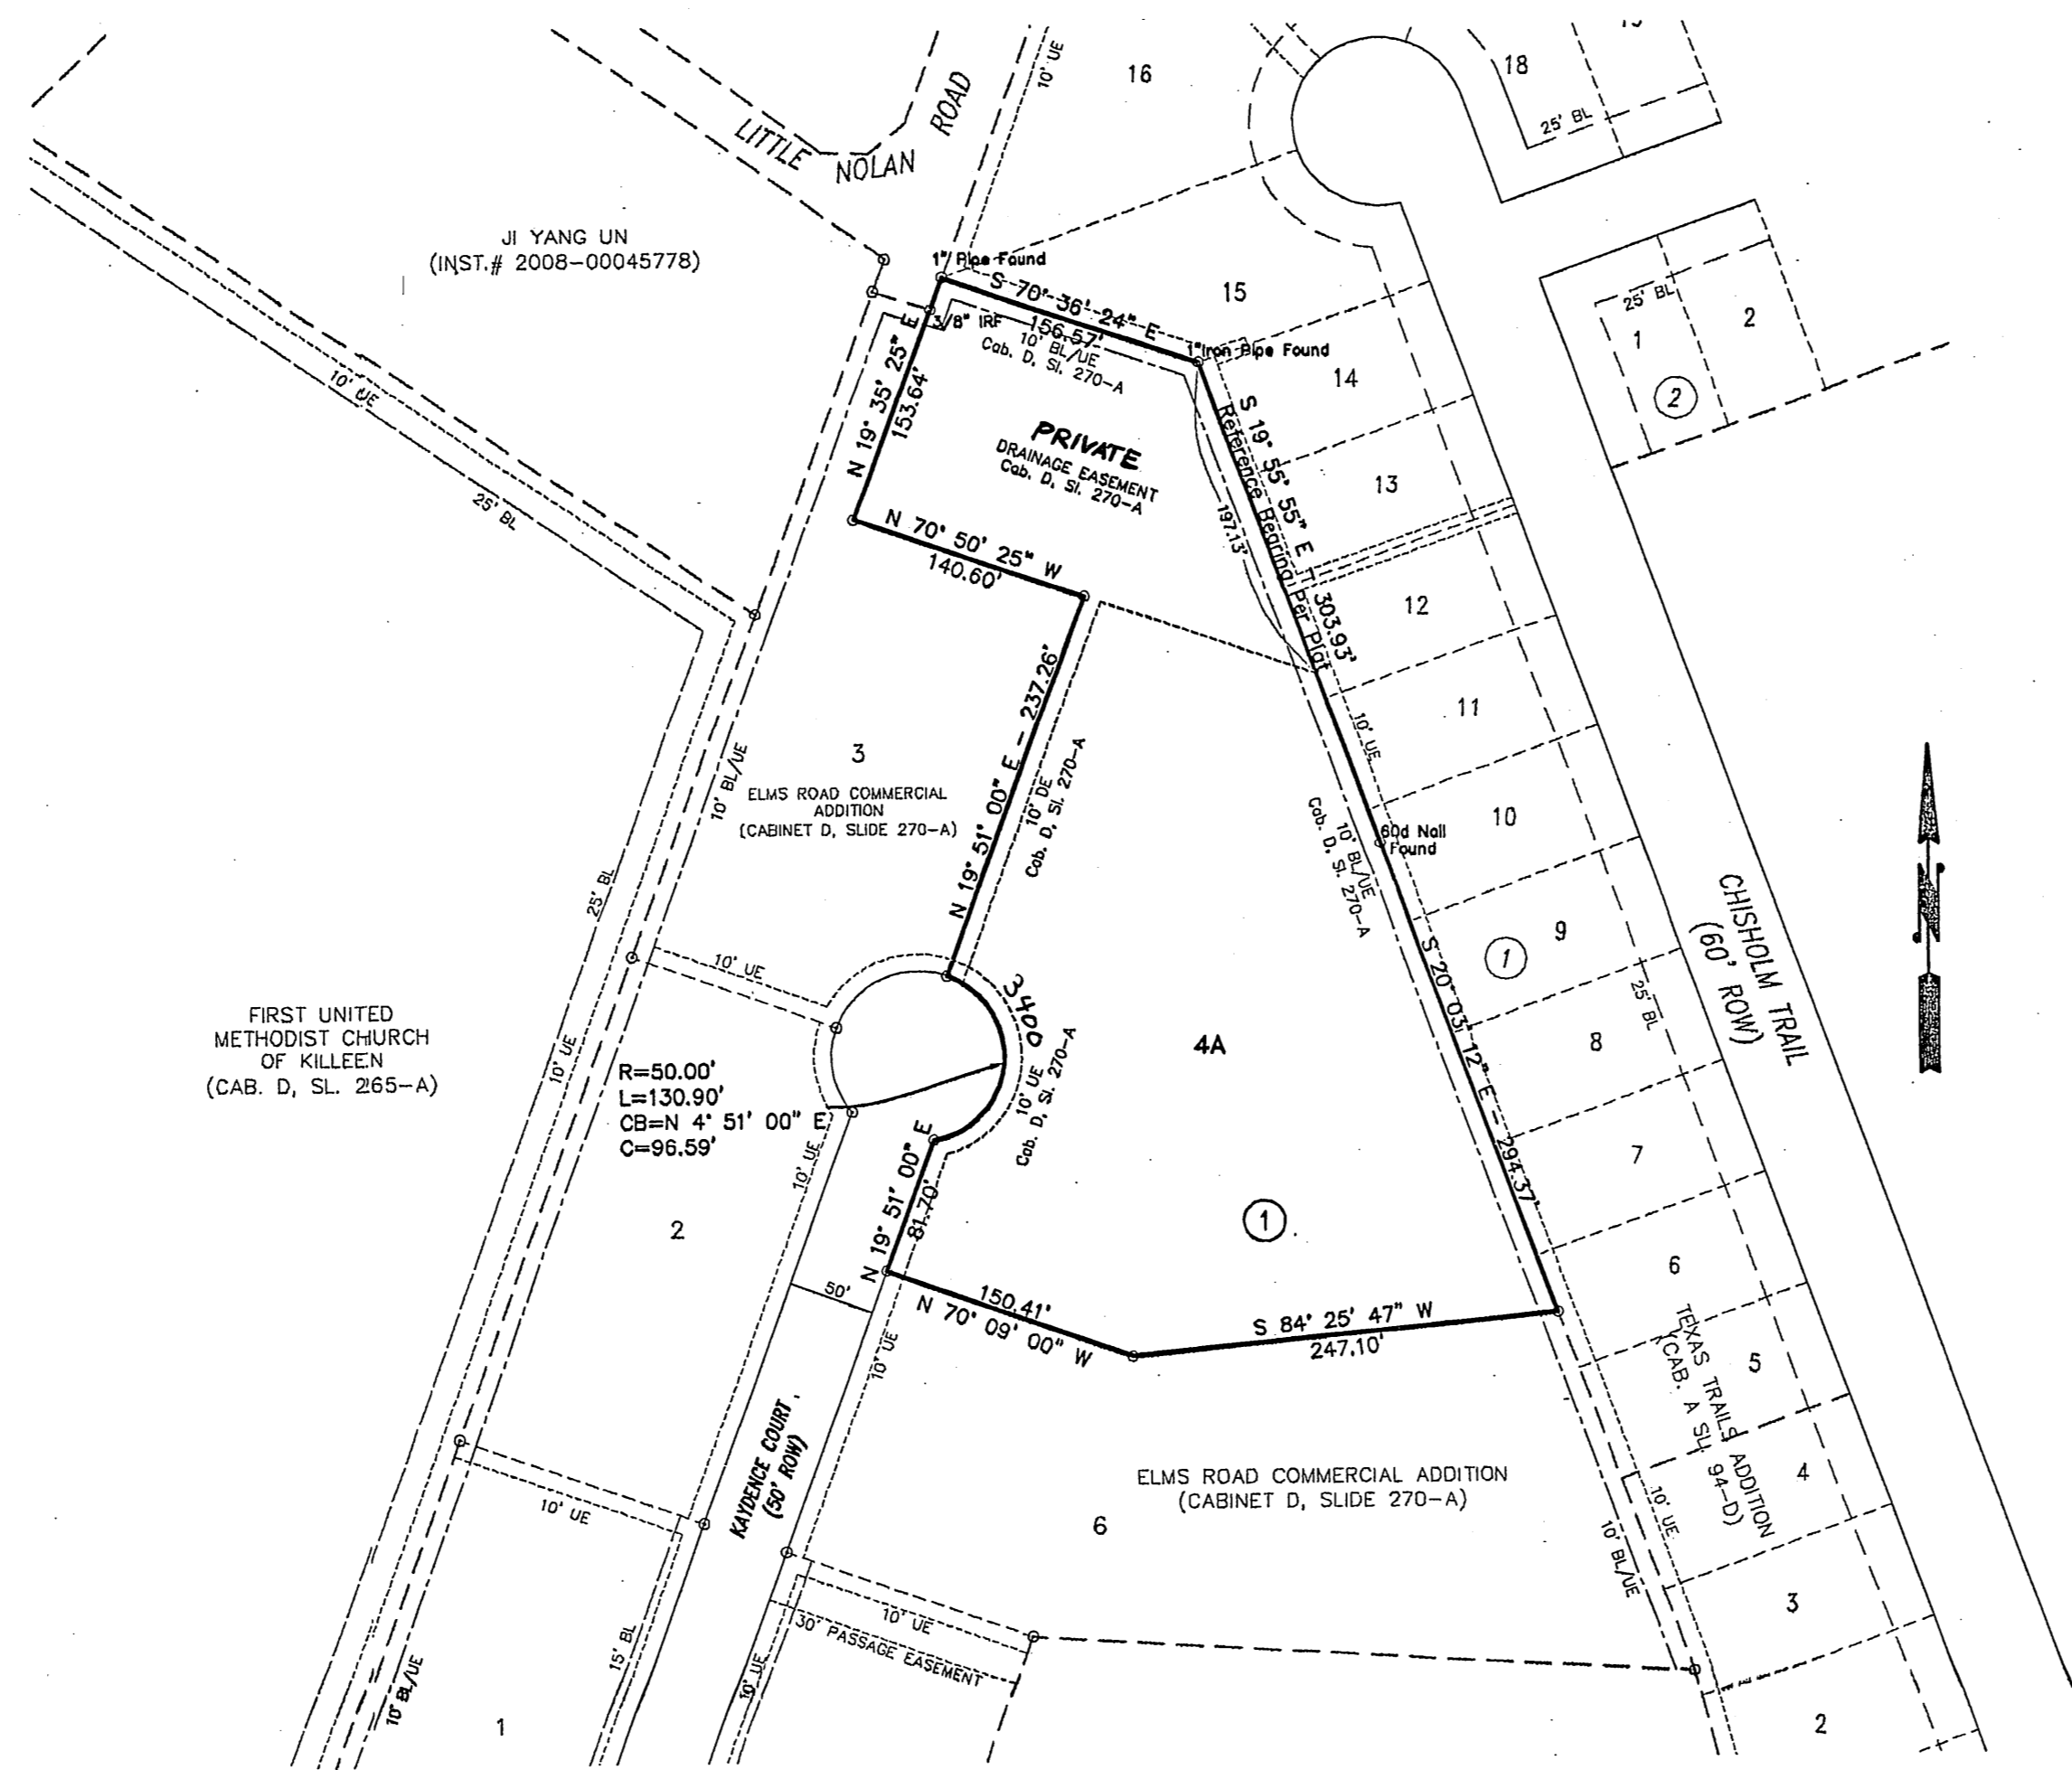 10' UE
16
18
25' BL
LITTLE
NOLAN
ROAD
JI YANG UN
(INST.# 2008-00045778)
1" Pipe Found
S 70° 36' 24" E
156.57'
10' BL/UE
Cab. D, Sl. 270-A
3/8" IRF
N 19° 35' 25" E
153.64'
1" Iron Pipe Found
15
14
13
12
11
10
9
8
7
6
5
4
3
2
25' BL
1
2
2
10' UE
25' BL
PRIVATE
DRAINAGE EASEMENT
Cab. D, Sl. 270-A
S 19° 55' 55" E
303.93'
Reference Bearing Per Plat
197.13'
N 70° 50' 25" W
140.60'
N 19° 51' 00" E - 237.26'
10' DE
Cab. D, Sl. 270-A
3
ELMS ROAD COMMERCIAL
ADDITION
(CABINET D, SLIDE 270-A)
10' BL/UE
10' UE
60d Nail
Found
10' BL/UE
Cab. D, Sl. 270-A
25' BL
10' UE
1
S 20° 03' 12" E - 294.37'
25' BL
CHISHOLM TRAIL
(60' ROW)
FIRST UNITED
METHODIST CHURCH
OF KILLEEN
(CAB. D, SL. 265-A)
10' UE
R=50.00'
L=130.90'
CB=N 4° 51' 00" E
C=96.59'
3400
10' UE
Cab. D, Sl. 270-A
4A
1
10' UE
N 19° 51' 00" E
81.70'
2
50'
150.41'
N 70° 09' 00" W
S 84° 25' 47" W
247.10'
10' UE
KAYDENCE COURT
(50' ROW)
ELMS ROAD COMMERCIAL ADDITION
(CABINET D, SLIDE 270-A)
6
TEXAS TRAILS ADDITION
(CAB. A SL. 94-D)
10' UE
10' BL/UE
10' UE
10' UE
30' PASSAGE EASEMENT
15' BL
10' UE
10' BL/UE
1